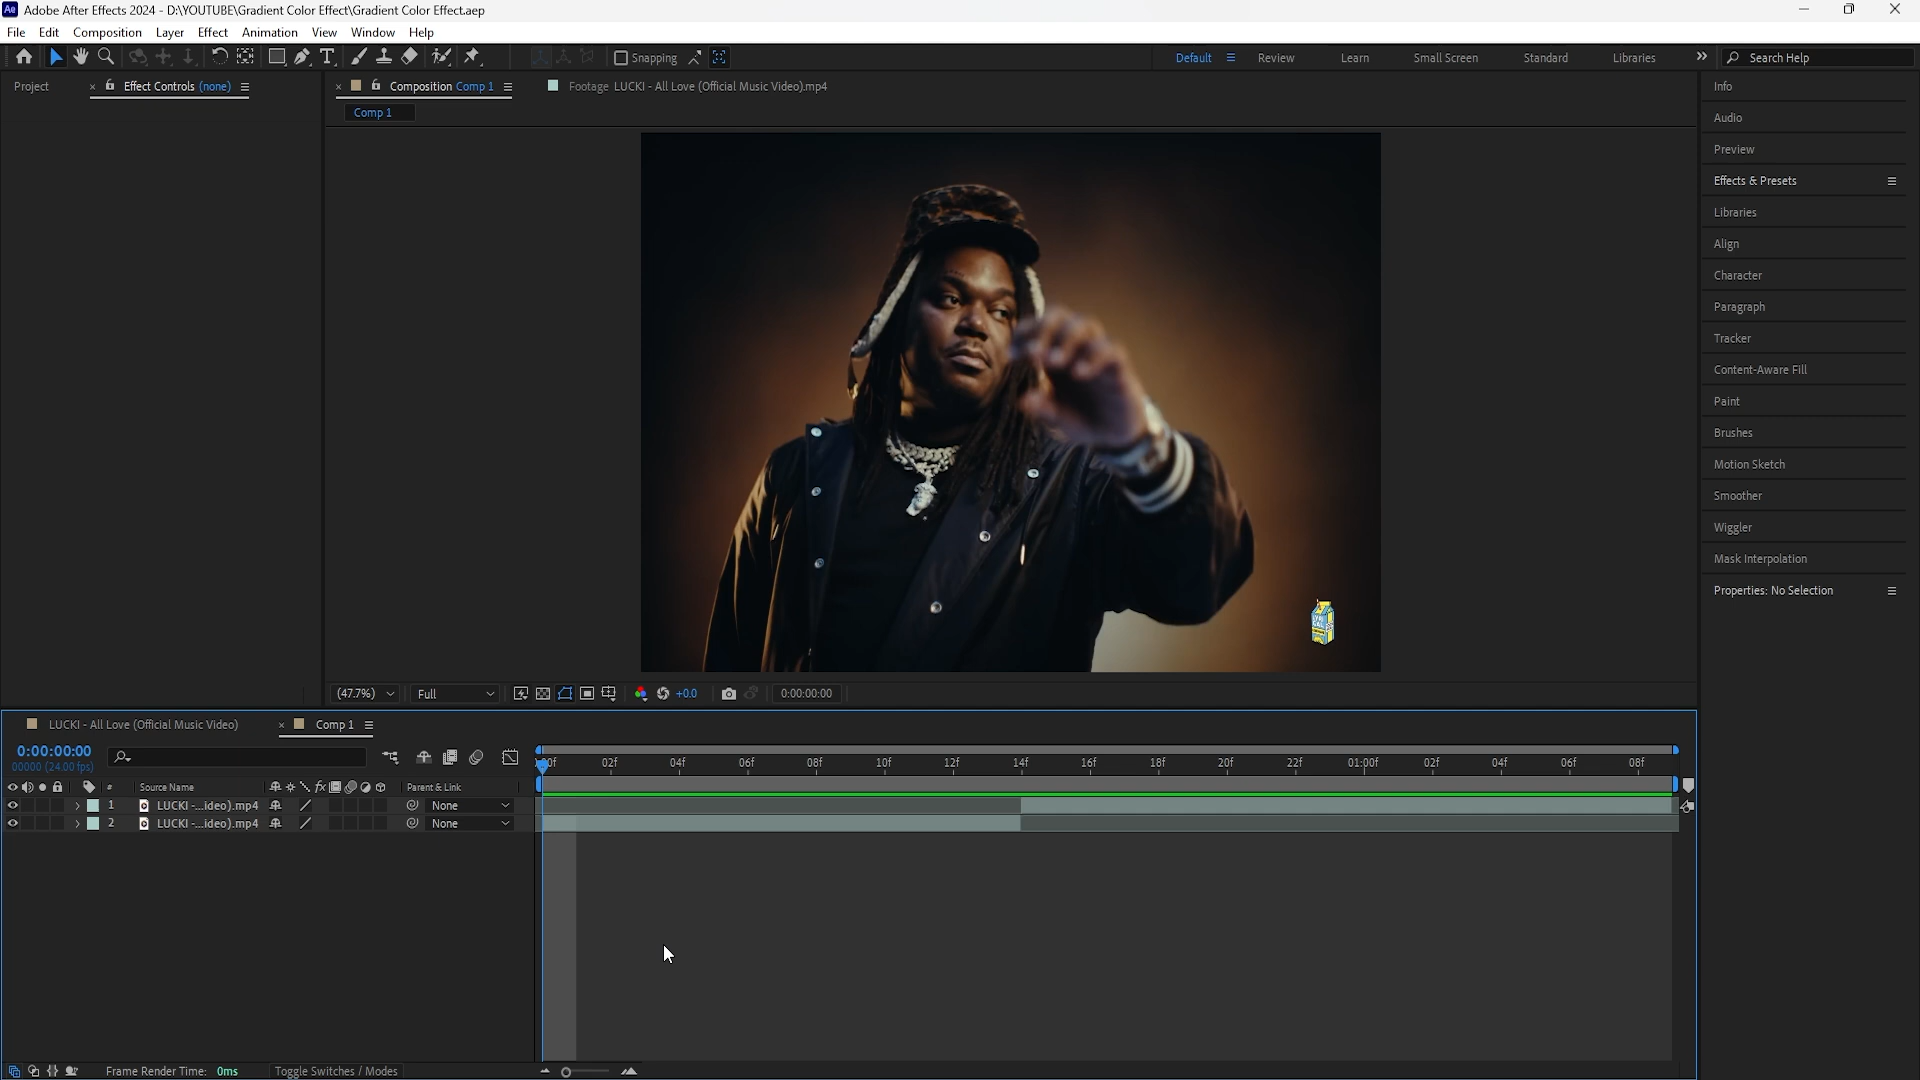 Ae Adobe After Effects 2024 - D:\YOUTUBE\Gradient Color Effect\Gradient Color Effect.aep
File Edit Composition Layer Effect Animation View Window Help
Snapping Default Review Learn Small Screen Standard Libraries Search Help
Project Effect Controls (none) Composition Comp 1 Footage LUCKI - All Love (Official Music Video).mp4 Info
Comp 1
Audio
Preview
Effects & Presets
Libraries
Align
Character
Paragraph
Tracker
Content-Aware Fill
Paint
Brushes
Motion Sketch
Smoother
Wiggler
Mask Interpolation
Properties: No Selection
(47.7%) Full +0.0 0:00:00:00
LUCKI - All Love (Official Music Video) Comp 1
0:00:00:00
00000 (24.00 fps)
02f 04f 06f 08f 10f 12f 14f 16f 18f 20f 22f 01:00f 02f 04f 06f 08f
# Source Name fx Parent & Link
1 LUCKI -...ideo).mp4 None
2 LUCKI -...ideo).mp4 None
Frame Render Time: 0ms Toggle Switches / Modes